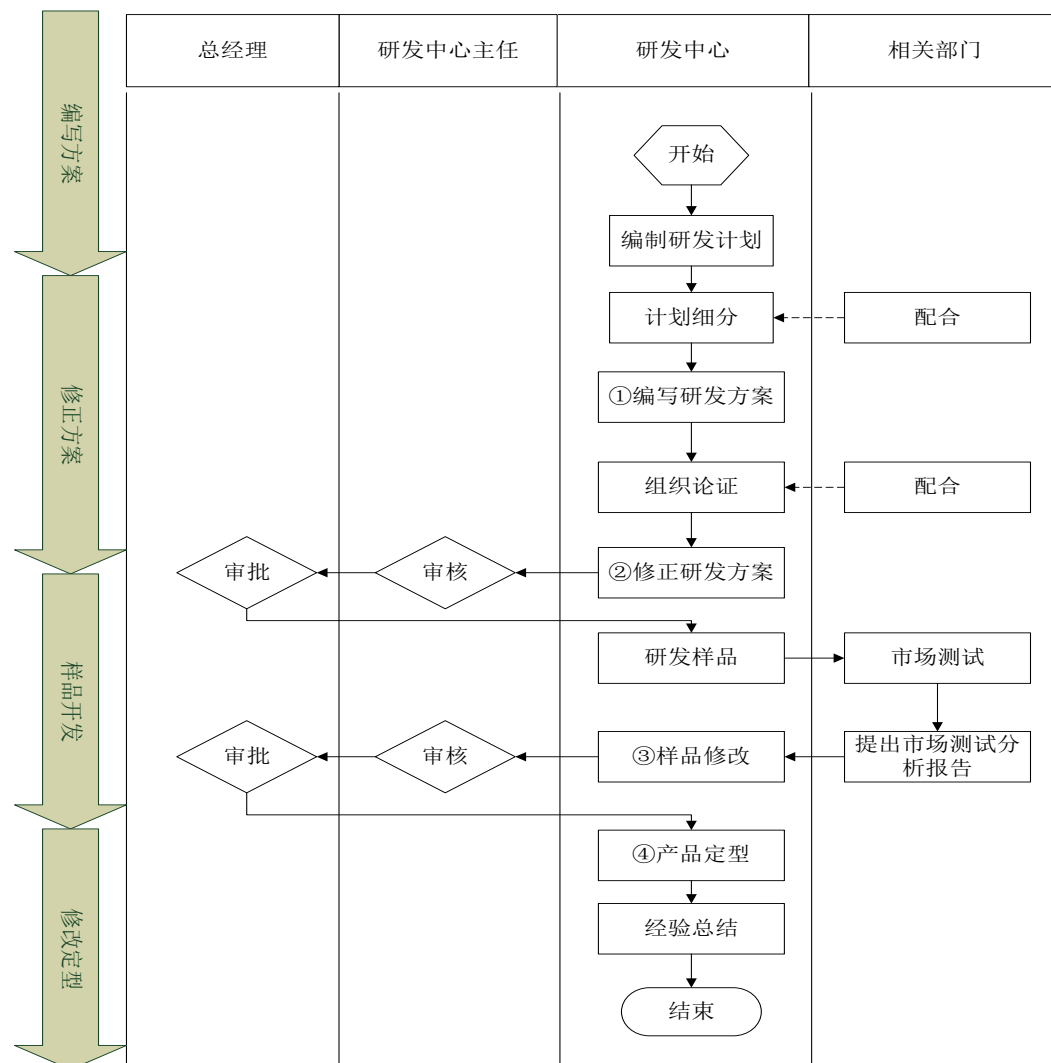 总经理
研发中心主任
研发中心
相关部门
编写方案
开始
编制研发计划
计划细分
配合
修正方案
①编写研发方案
组织论证
配合
审批
审核
②修正研发方案
样品开发
研发样品
市场测试
审批
审核
③样品修改
提出市场测试分
析报告
修改定型
④产品定型
经验总结
结束